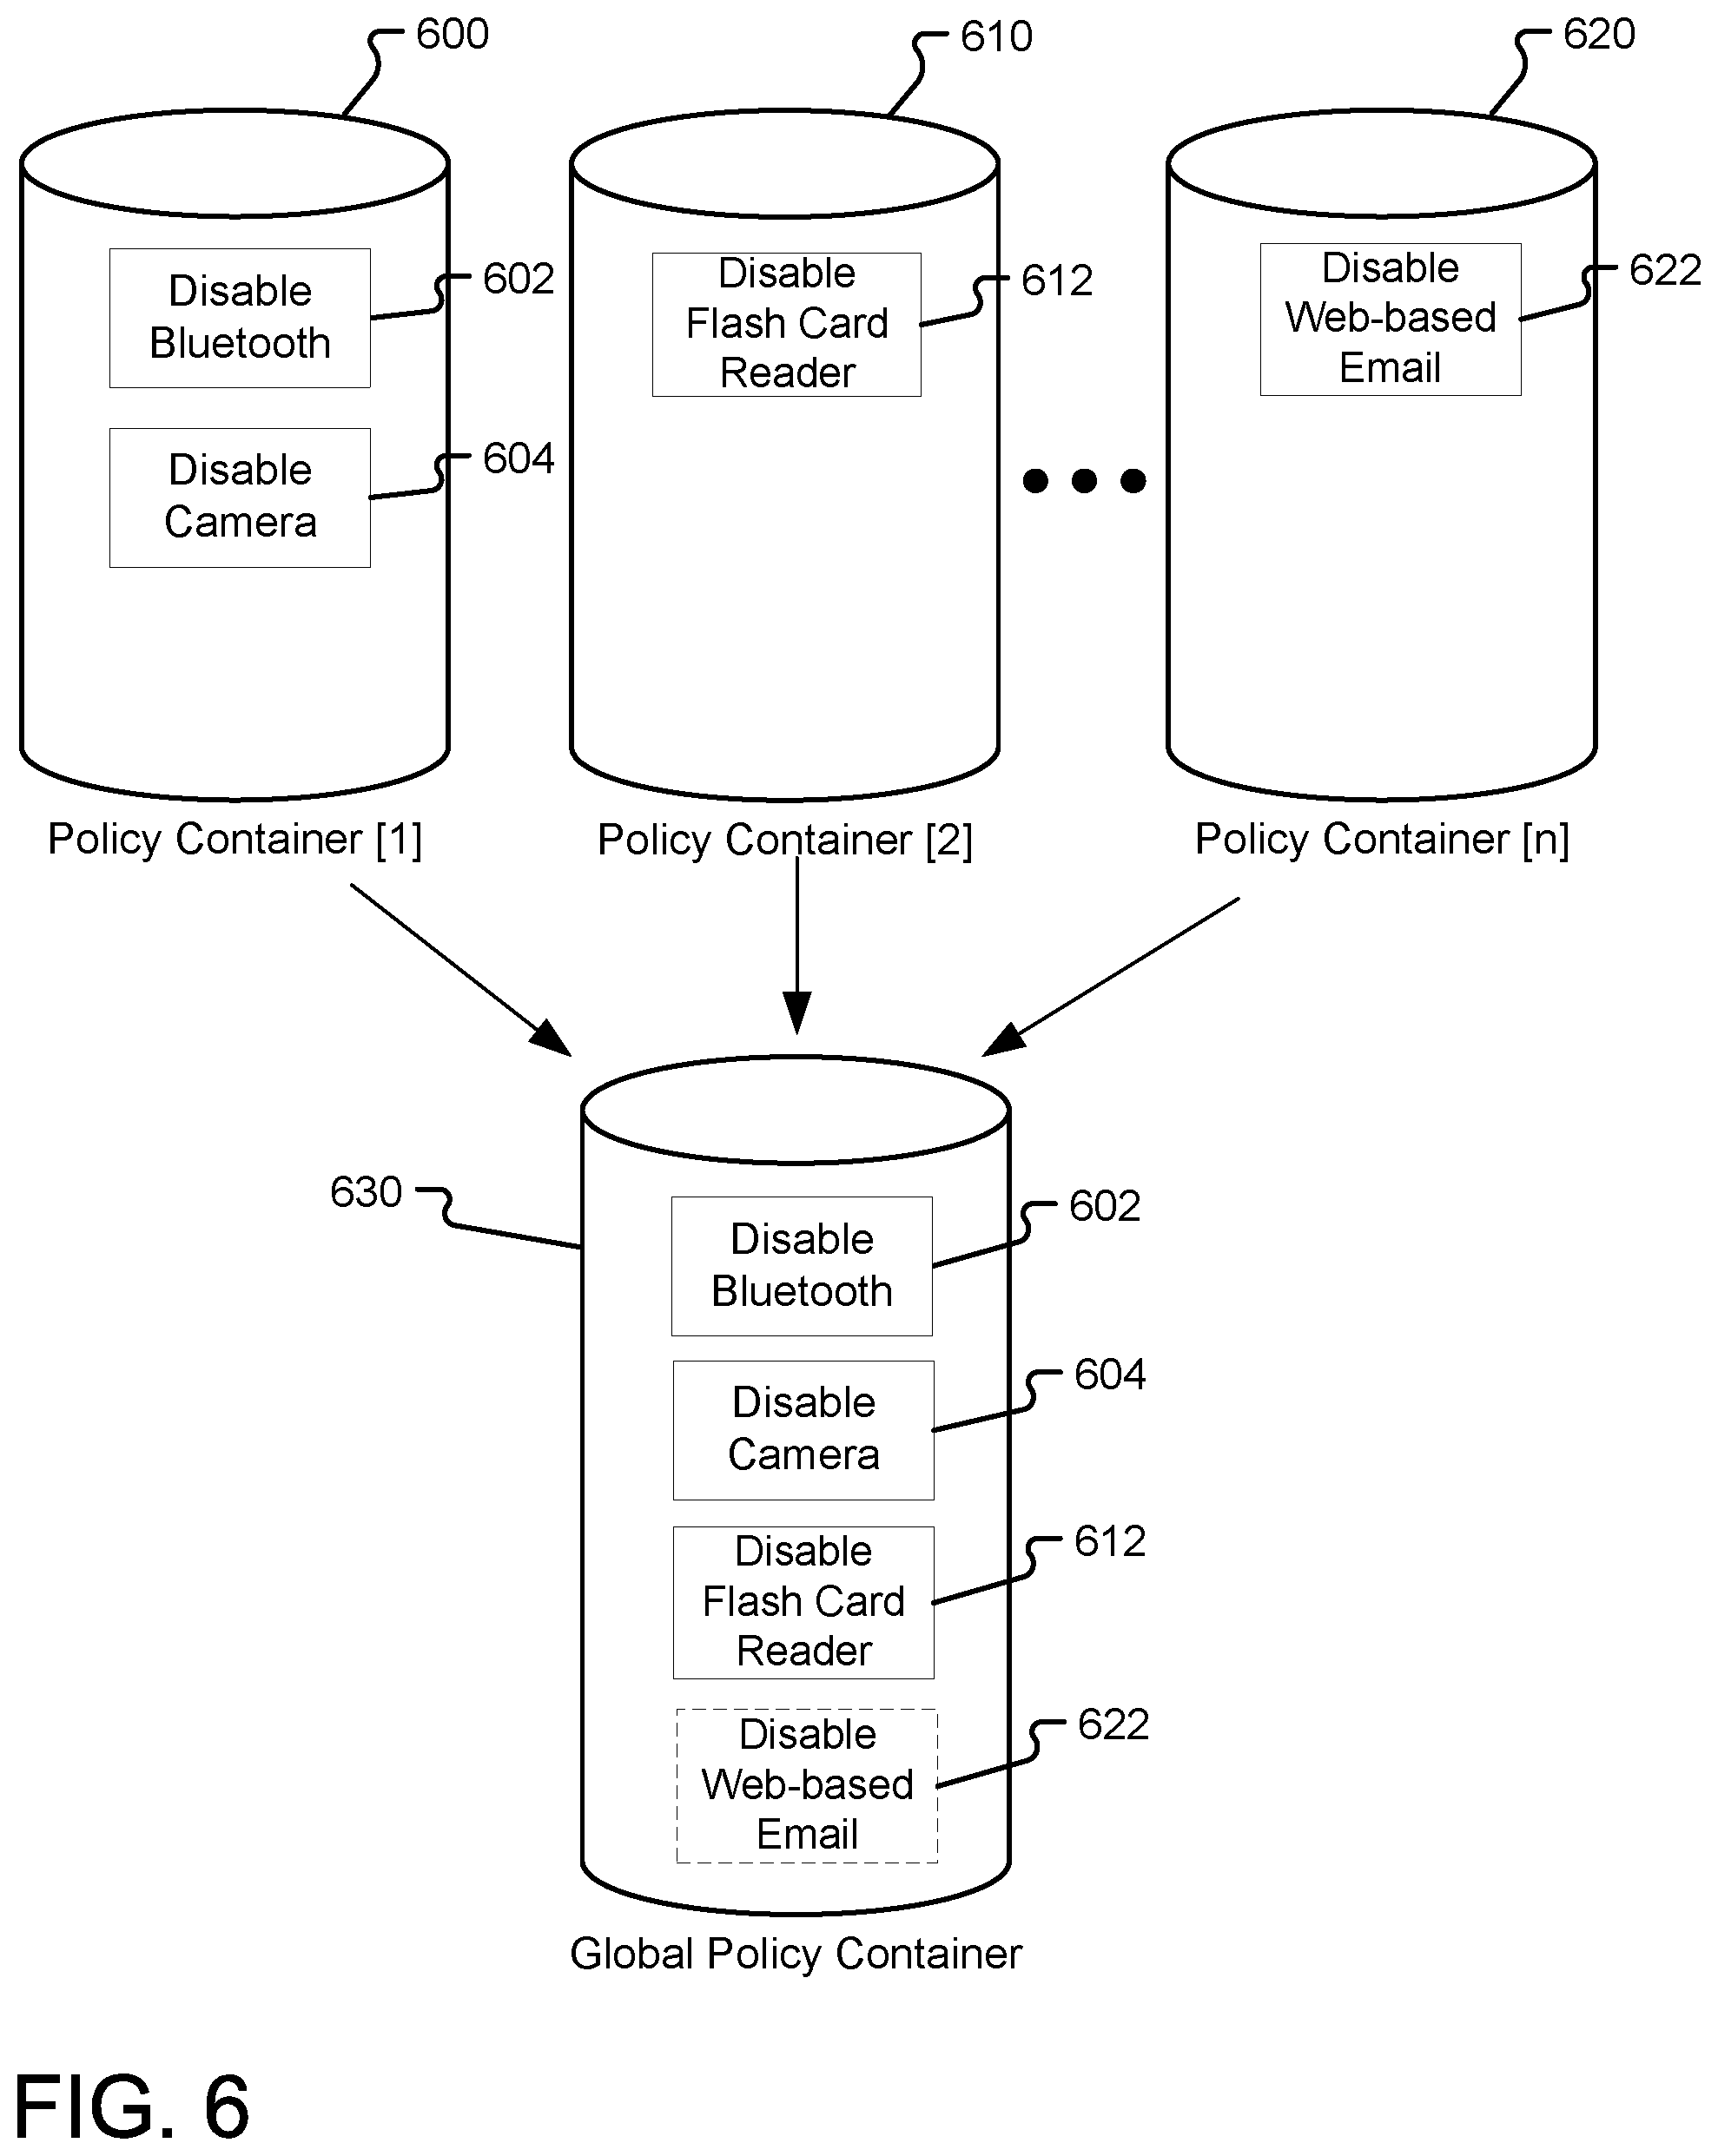 600
610
620
Disable
Bluetooth
602
Disable
Flash Card
Reader
612
Disable
Web-based
Email
622
Disable
Camera
604
Policy Container [1]
Policy Container [2]
Policy Container [n]
630
Disable
Bluetooth
602
Disable
Camera
604
Disable
Flash Card
Reader
612
Disable
Web-based
Email
622
Global Policy Container
FIG. 6